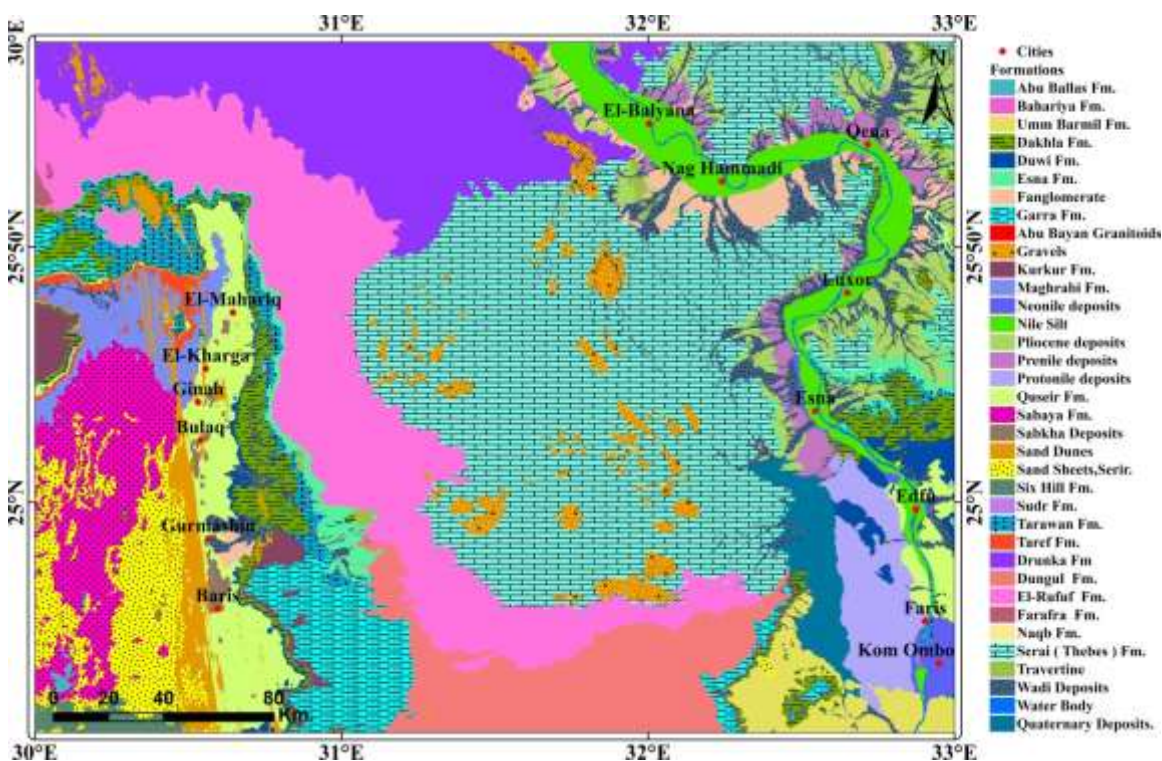 31°E
32°E
33°E
30°E
N
El-Balyana
Qena
Nag Hammadi
25°50'N
25°50'N
Luxor
El-Mahariq
El-Kharga
Ginah
Esna
Bulaq
25°N
25°N
Edfu
Gurmashin
Baris
Faris
Kom Ombo
0 20 40 80
Km
30°E
31°E
32°E
33°E
Cities
Formations
Abu Ballas Fm.
Bahariya Fm.
Umm Barmil Fm.
Dakhla Fm.
Duwi Fm.
Esna Fm.
Fanglomerate
Garra Fm.
Abu Bayan Granitoids
Gravels
Kurkur Fm.
Maghrabi Fm.
Neonile deposits
Nile Silt
Pliocene deposits
Prenile deposits
Protonile deposits
Quseir Fm.
Sabaya Fm.
Sabkha Deposits
Sand Dunes
Sand Sheets,Serir.
Six Hill Fm.
Sudr Fm.
Tarawan Fm.
Taref Fm.
Drunka Fm
Dungul Fm.
El-Rufuf Fm.
Farafra Fm.
Naqb Fm.
Serai ( Thebes ) Fm.
Travertine
Wadi Deposits
Water Body
Quaternary Deposits.